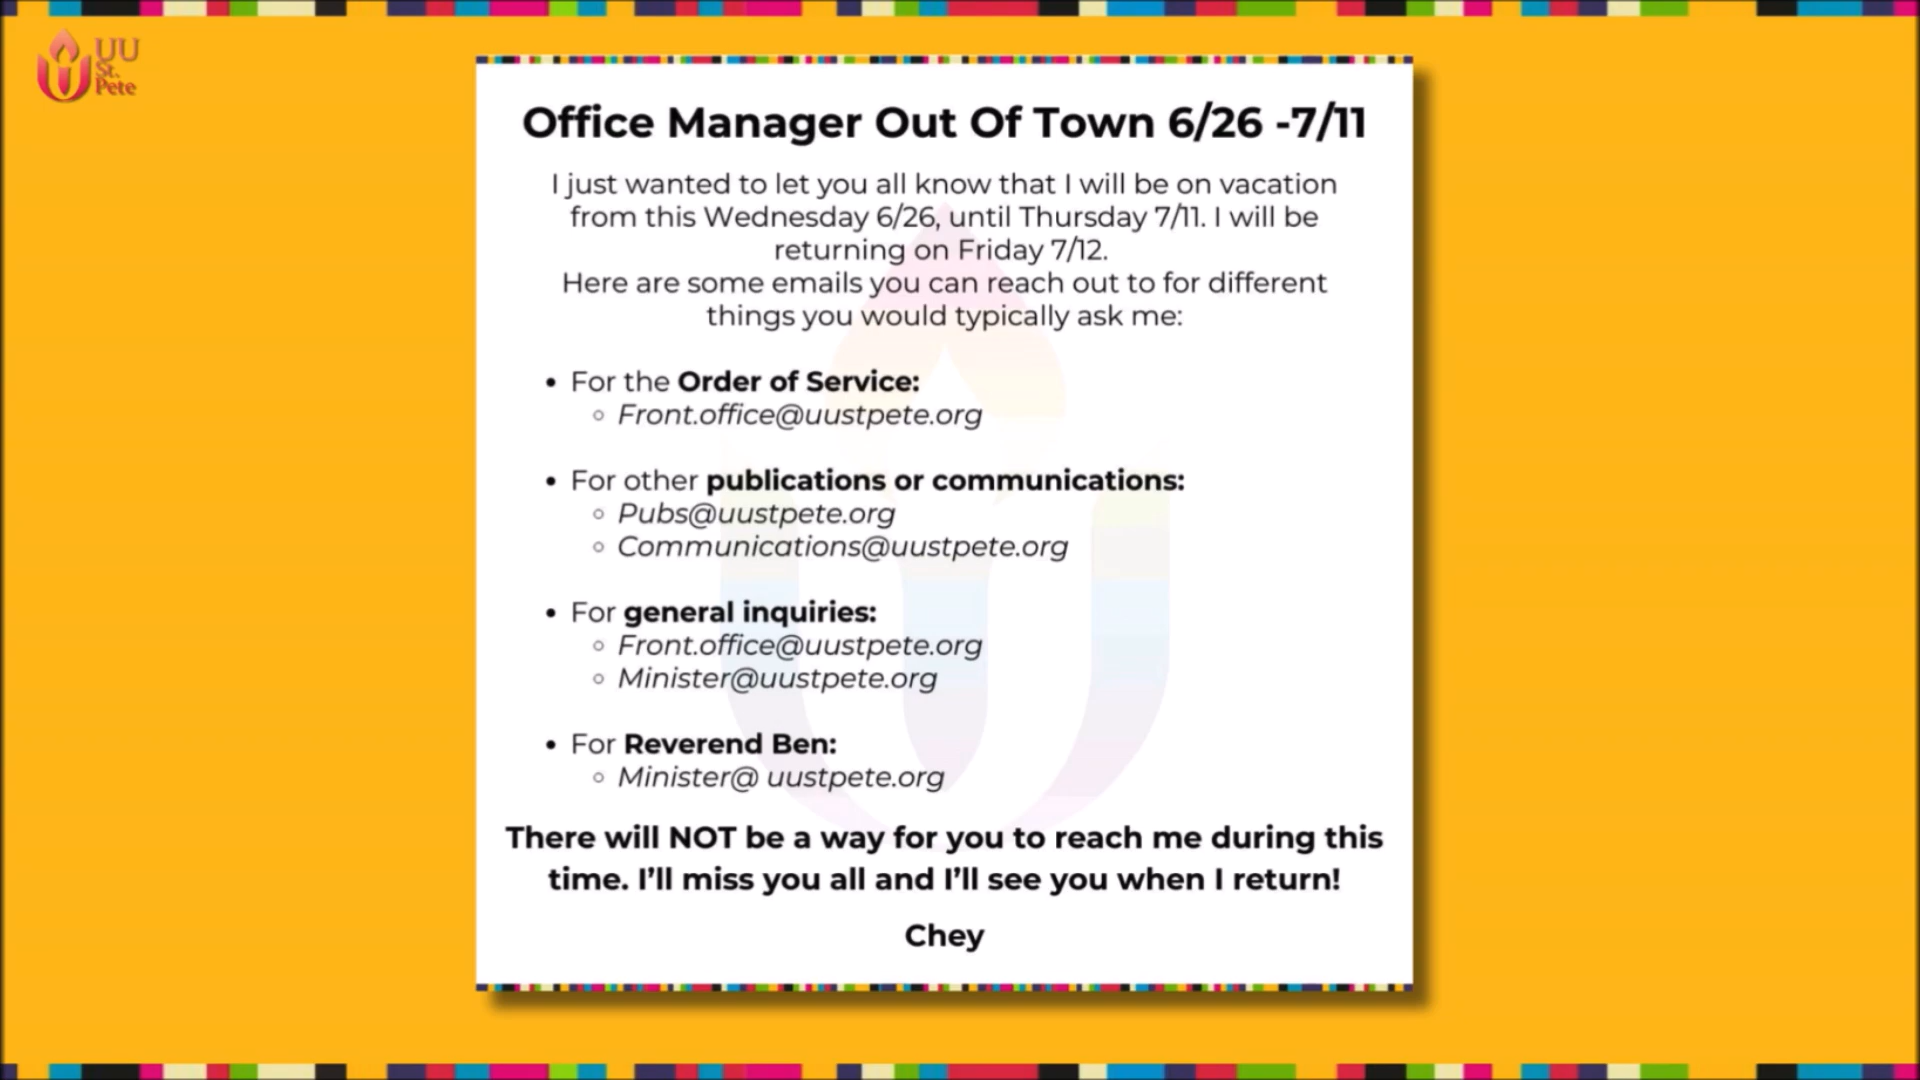 UU
St.
Pete
Office Manager Out Of Town 6/26 -7/11
I just wanted to let you all know that I will be on vacation
from this Wednesday 6/26, until Thursday 7/11. I will be
returning on Friday 7/12.
Here are some emails you can reach out to for different
things you would typically ask me:
• For the Order of Service:
◦ Front.office@uustpete.org
• For other publications or communications:
◦ Pubs@uustpete.org
◦ Communications@uustpete.org
• For general inquiries:
◦ Front.office@uustpete.org
◦ Minister@uustpete.org
• For Reverend Ben:
◦ Minister@ uustpete.org
There will NOT be a way for you to reach me during this
time. I’ll miss you all and I’ll see you when I return!
Chey